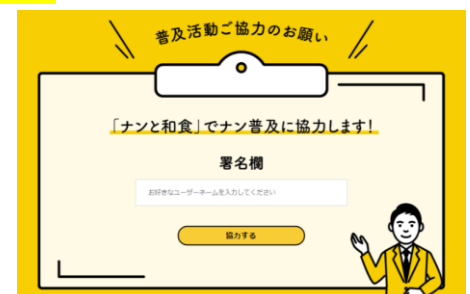 普及活動ご協力のお願い
「ナンと和食」でナン普及に協力します！
署名欄
お好きなユーザーネームを入力してください
協力する